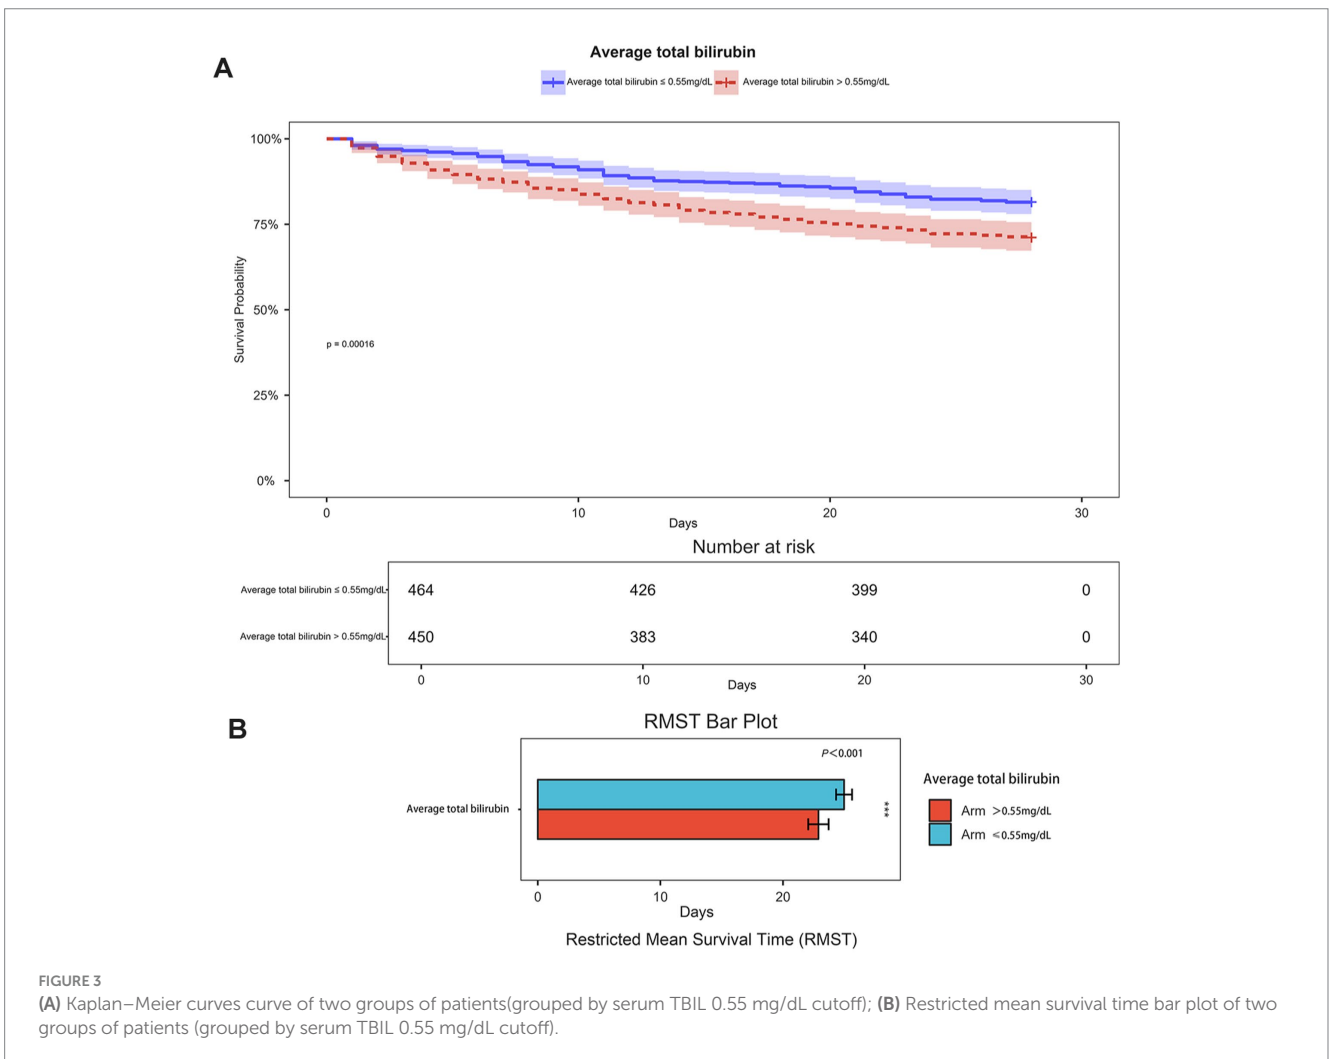 A
Average total bilirubin
Average total bilirubin ≤ 0.55mg/dL Average total bilirubin > 0.55mg/dL
100%
75%
50%
25%
0%
Survival Probability
p = 0.00016
0 10 20 30
Days
Number at risk
Average total bilirubin ≤ 0.55mg/dL 464 426 399 0
Average total bilirubin > 0.55mg/dL 450 383 340 0
0 10 20 30
Days
B
RMST Bar Plot
P<0.001
Average total bilirubin
***
0 10 20
Days
Restricted Mean Survival Time (RMST)
Average total bilirubin
Arm >0.55mg/dL
Arm ≤0.55mg/dL
FIGURE 3
(A) Kaplan–Meier curves curve of two groups of patients(grouped by serum TBIL 0.55 mg/dL cutoff); (B) Restricted mean survival time bar plot of two
groups of patients (grouped by serum TBIL 0.55 mg/dL cutoff).